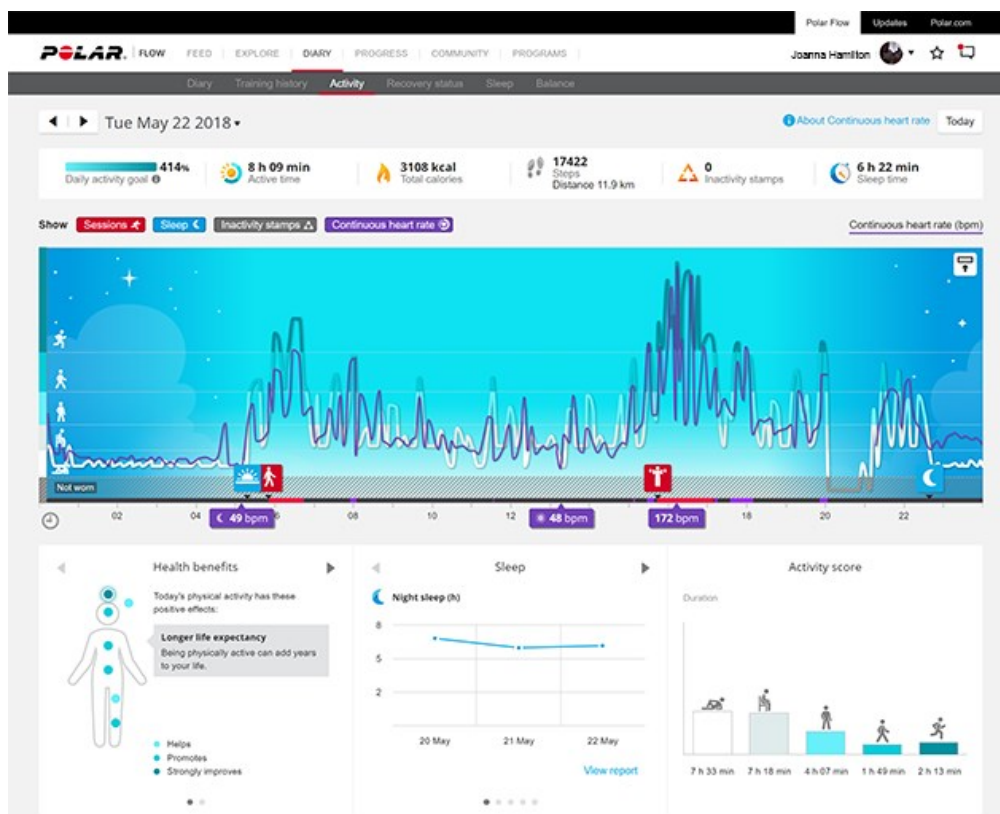 Polar Flow Updates Polar.com
POLAR. FLOW FEED EXPLORE DIARY PROGRESS COMMUNITY PROGRAMS
Joanna Hamilton
Diary Training history Activity Recovery status Sleep Balance
Tue May 22 2018
About Continuous heart rate Today
414%
Daily activity goal
8 h 09 min
Active time
3108 kcal
Total calories
17422
Steps
Distance 11.9 km
0
Inactivity stamps
6 h 22 min
Sleep time
Show Sessions Sleep Inactivity stamps Continuous heart rate
Continuous heart rate (bpm)
Not worn
02 04 6 08 10 12 16 18 20 22
49 bpm
48 bpm
172 bpm
Health benefits
Today's physical activity has these
positive effects:
Longer life expectancy
Being physically active can add years
to your life.
Helps
Promotes
Strongly improves
Sleep
Night sleep (h)
8
5
2
20 May 21 May 22 May
View report
Activity score
Duration
7 h 33 min 7 h 18 min 4 h 07 min 1 h 49 min 2 h 13 min